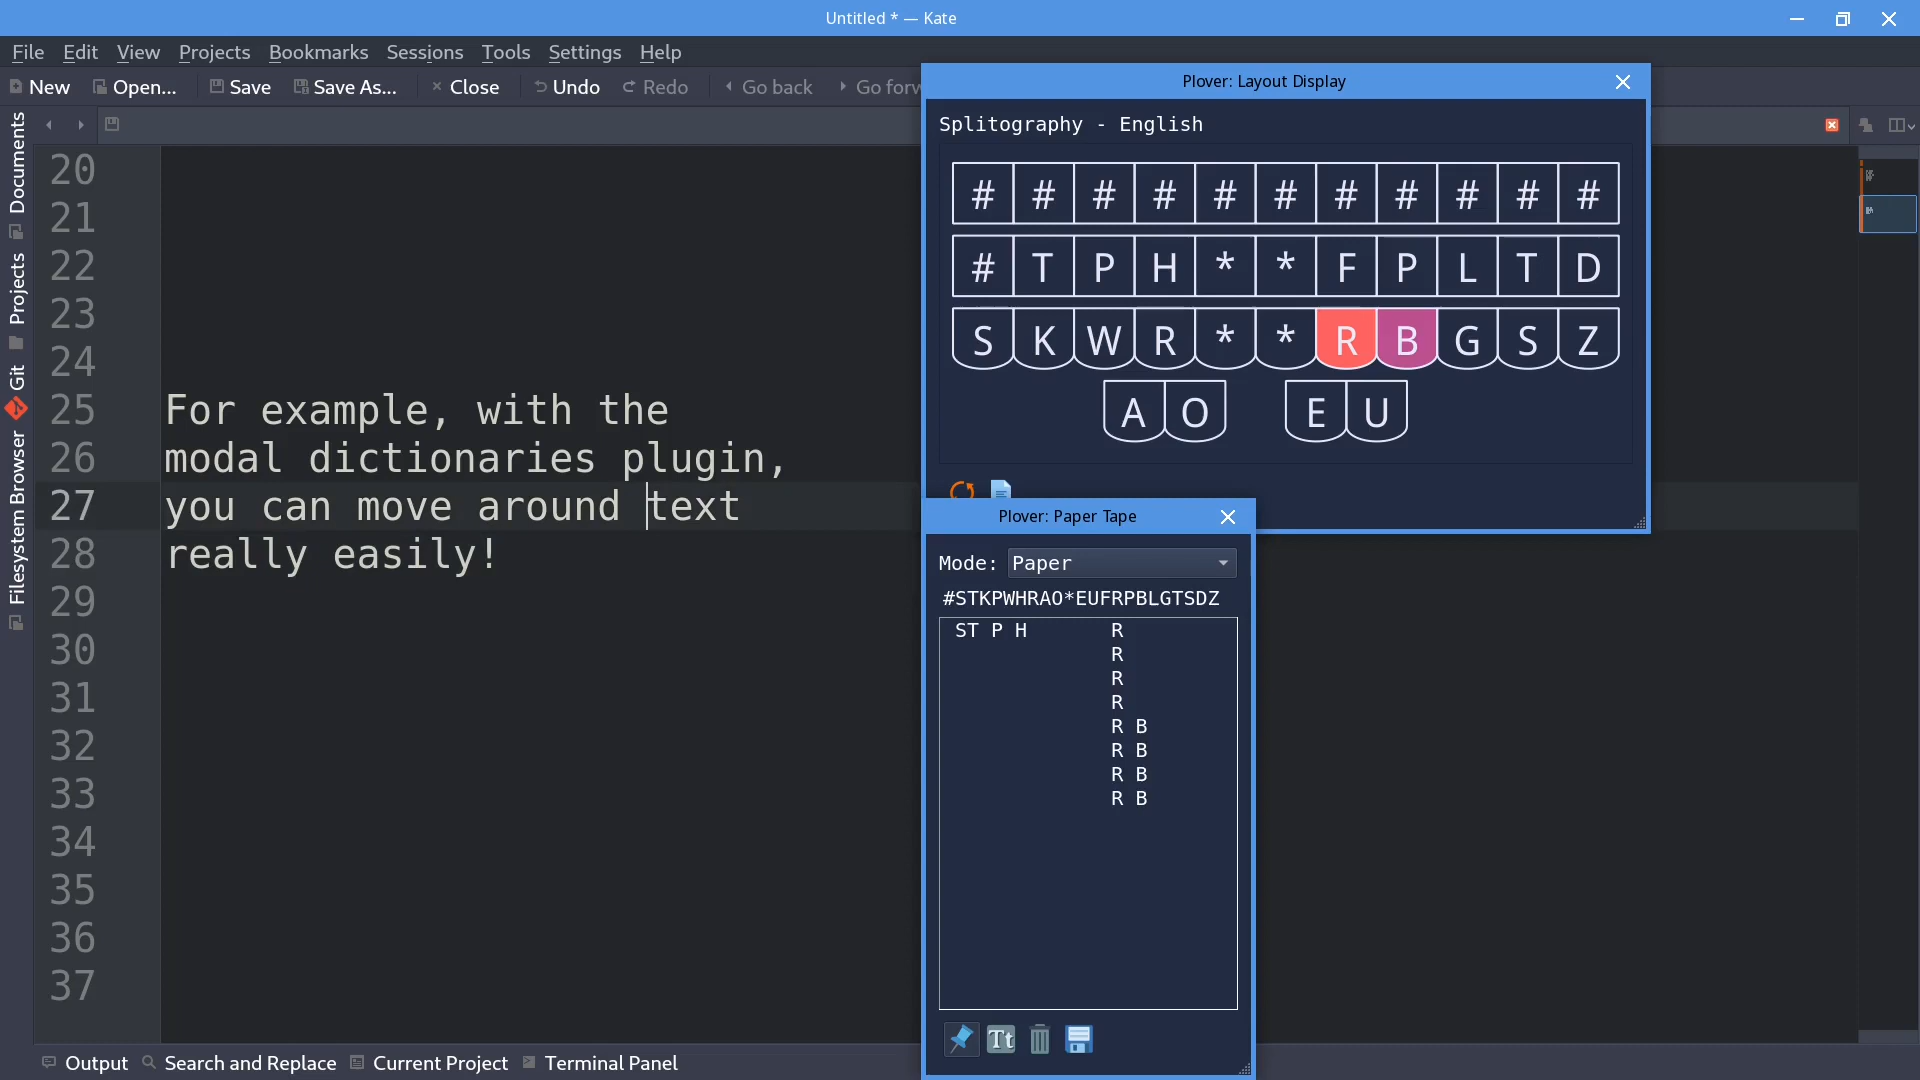 Untitled * — Kate
File Edit View Projects Bookmarks Sessions Tools Settings Help
New Open... Save Save As... Close Undo Redo Go back Go forw
Plover: Layout Display
Splitography - English
# # # # # # # # # # #
# T P H * * F P L T D
S K W R * * R B G S Z
A O E U
Documents
Projects
Git
Filesystem Browser
20
21
22
23
24
25 For example, with the
26 modal dictionaries plugin,
27 you can move around text
28 really easily!
29
30
31
32
33
34
35
36
37
Plover: Paper Tape
Mode: Paper
#STKPWHRAO*EUFRPBLGTSDZ
ST P H R
R
R
R
R B
R B
R B
R B
Tt
Output Search and Replace Current Project Terminal Panel